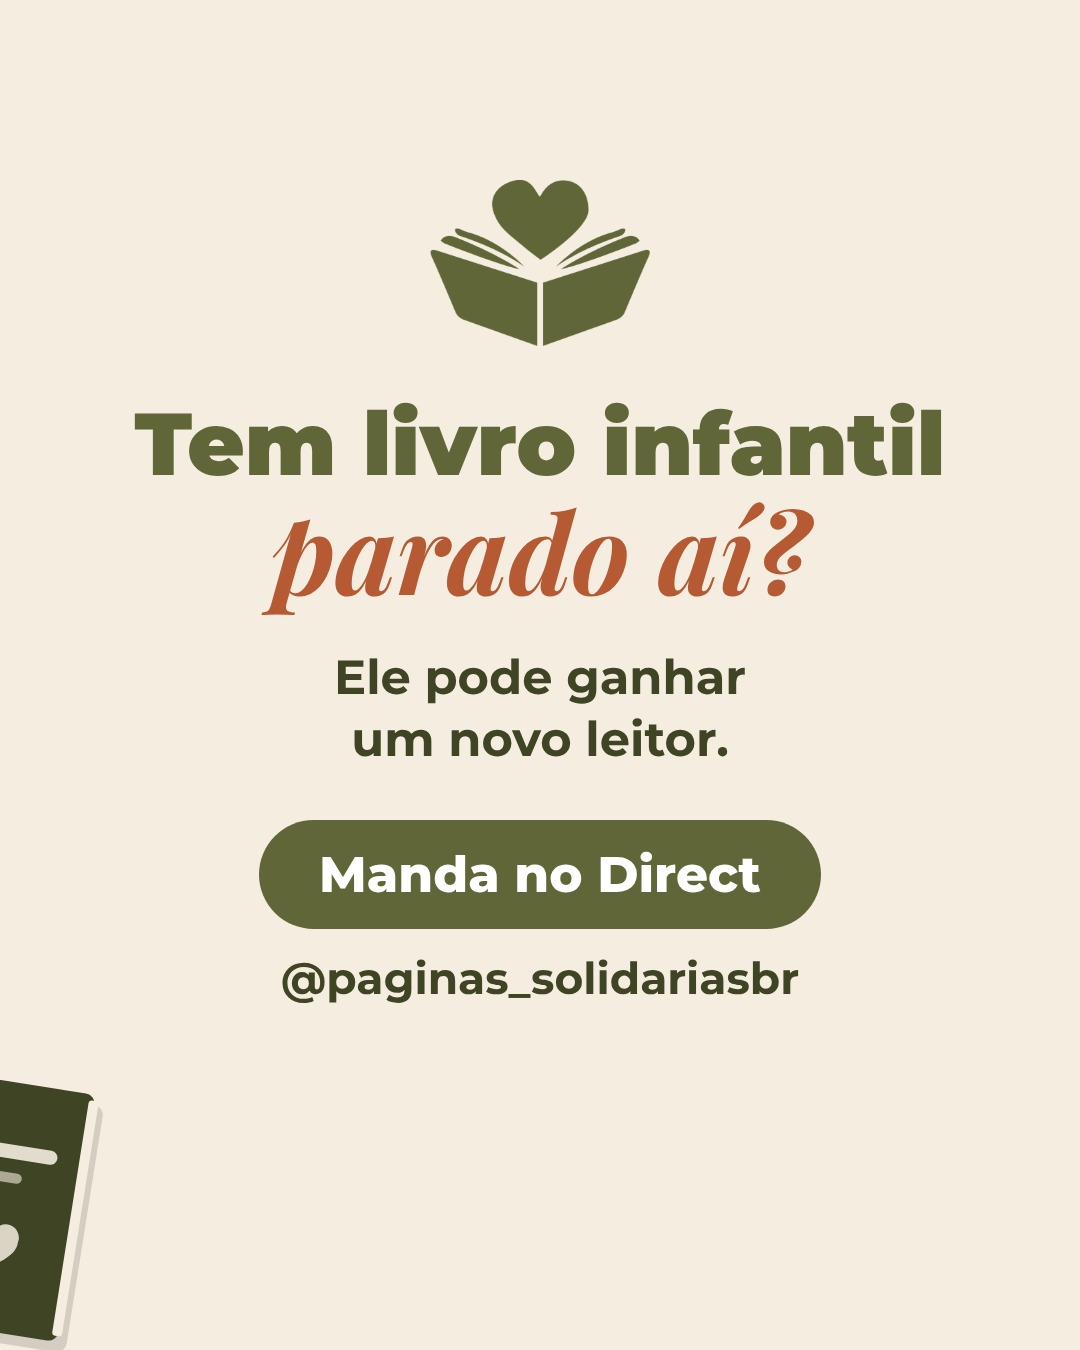 Tem livro infantil
parado aí?
Ele pode ganhar
um novo leitor.
Manda no Direct
@paginas_solidariasbr